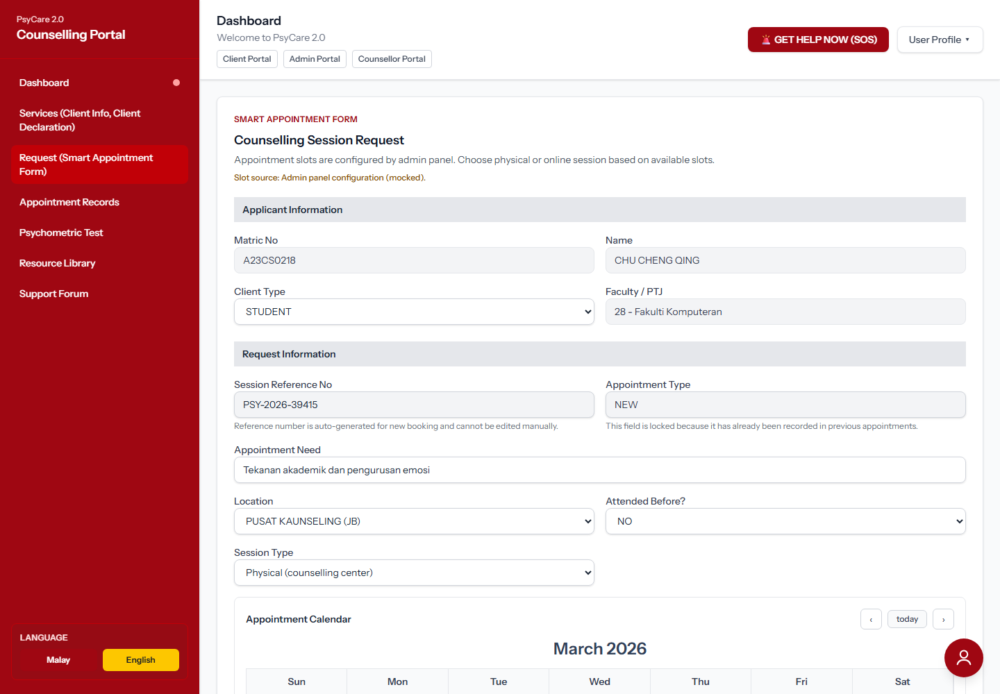 PsyCare 2.0
Counselling Portal
Dashboard
Services (Client Info, Client
Declaration)
Request (Smart Appointment
Form)
Appointment Records
Psychometric Test
Resource Library
Support Forum
LANGUAGE
Malay
English
Dashboard
Welcome to PsyCare 2.0
Client Portal
Admin Portal
Counsellor Portal
GET HELP NOW (SOS)
User Profile
SMART APPOINTMENT FORM
Counselling Session Request
Appointment slots are configured by admin panel. Choose physical or online session based on available slots.
Slot source: Admin panel configuration (mocked).
Applicant Information
Matric No
A23CS0218
Name
CHU CHENG QING
Client Type
STUDENT
Faculty / PTJ
28 - Fakulti Komputeran
Request Information
Session Reference No
PSY-2026-39415
Reference number is auto-generated for new booking and cannot be edited manually.
Appointment Type
NEW
This field is locked because it has already been recorded in previous appointments.
Appointment Need
Tekanan akademik dan pengurusan emosi
Location
PUSAT KAUNSELING (JB)
Attended Before?
NO
Session Type
Physical (counselling center)
Appointment Calendar
‹
today
›
March 2026
Sun Mon Tue Wed Thu Fri Sat